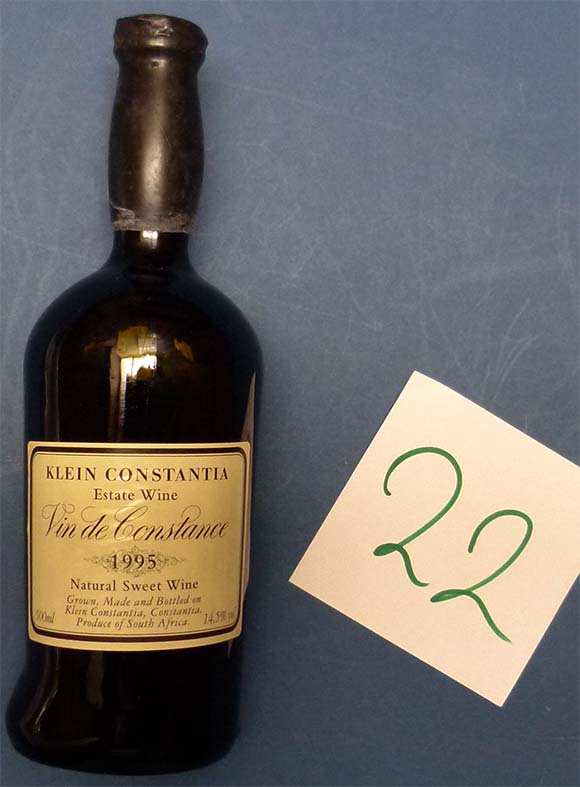 KLEIN CONSTANTIA
Estate Wine
Vin de Constance
1995
Natural Sweet Wine
Grown, Made and Bottled on
500ml Klein Constantia, Constantia. 14.5% vol
Produce of South Africa.
22